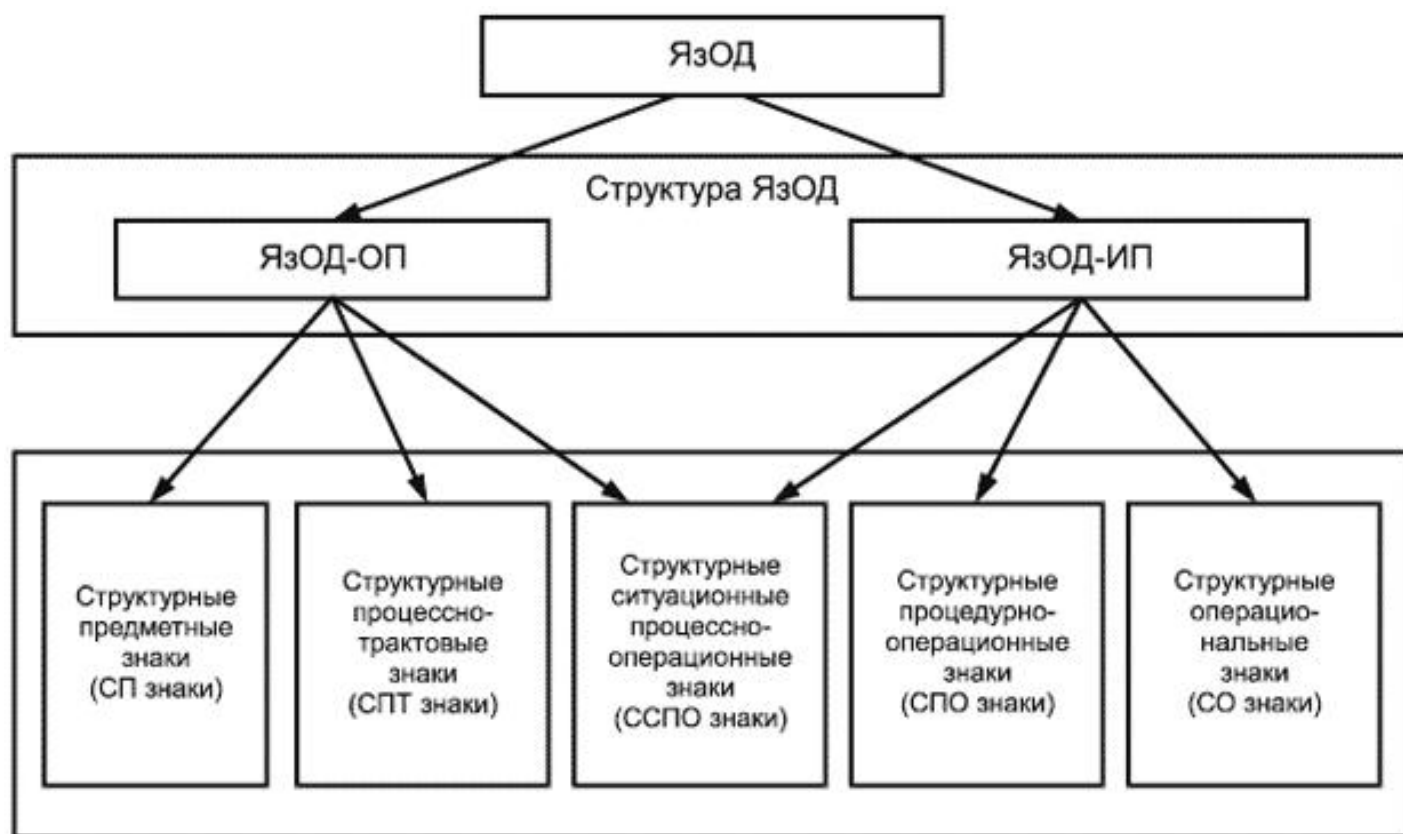 ЯзОД
Структура ЯзОД
ЯзОД-ОП
ЯзОД-ИП
Структурные
предметные
знаки
(СП знаки)
Структурные
процессно-
трактовые
знаки
(СПТ знаки)
Структурные
ситуационные
процессно-
операционные
знаки
(ССПО знаки)
Структурные
процедурно-
операционные
знаки
(СПО знаки)
Структурные
операцио-
нальные
знаки
(СО знаки)